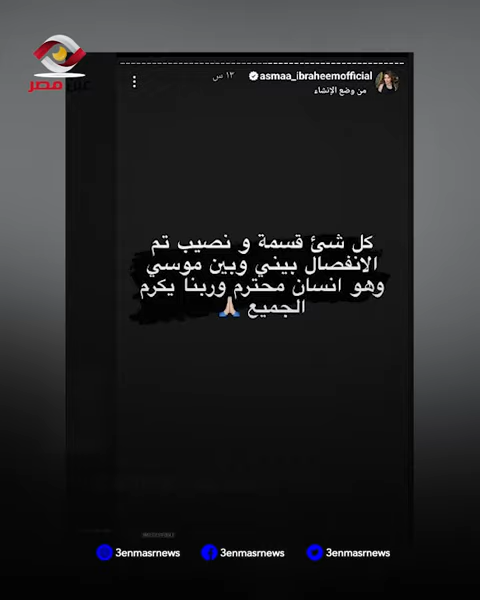 عين مصر
asmaa_ibraheemofficial ١٣ س
من وضع الإنشاء
كل شئ قسمة و نصيب تم
الانفصال بيني وبين موسي
وهو انسان محترم وربنا يكرم
الجميع 🙏🏻
3enmasrnews 3enmasrnews 3enmasrnews